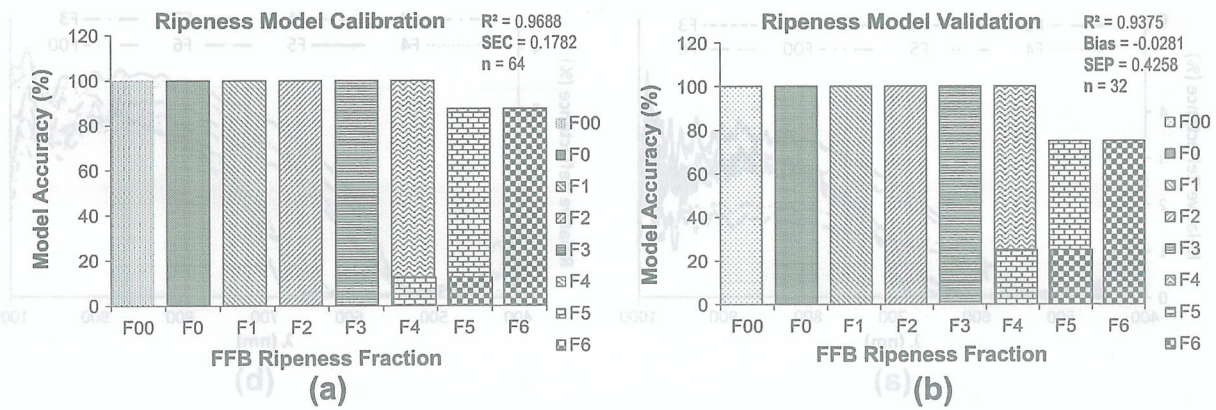 Ripeness Model Calibration
R² = 0.9688
SEC = 0.1782
n = 64
Model Accuracy (%)
120
100
80
60
40
20
0
F00 F0 F1 F2 F3 F4 F5 F6
FFB Ripeness Fraction
F00
F0
F1
F2
F3
F4
F5
F6
(a)
Ripeness Model Validation
R² = 0.9375
Bias = -0.0281
SEP = 0.4258
n = 32
Model Accuracy (%)
120
100
80
60
40
20
0
F00 F0 F1 F2 F3 F4 F5 F6
FFB Ripeness Fraction
F00
F0
F1
F2
F3
F4
F5
F6
(b)